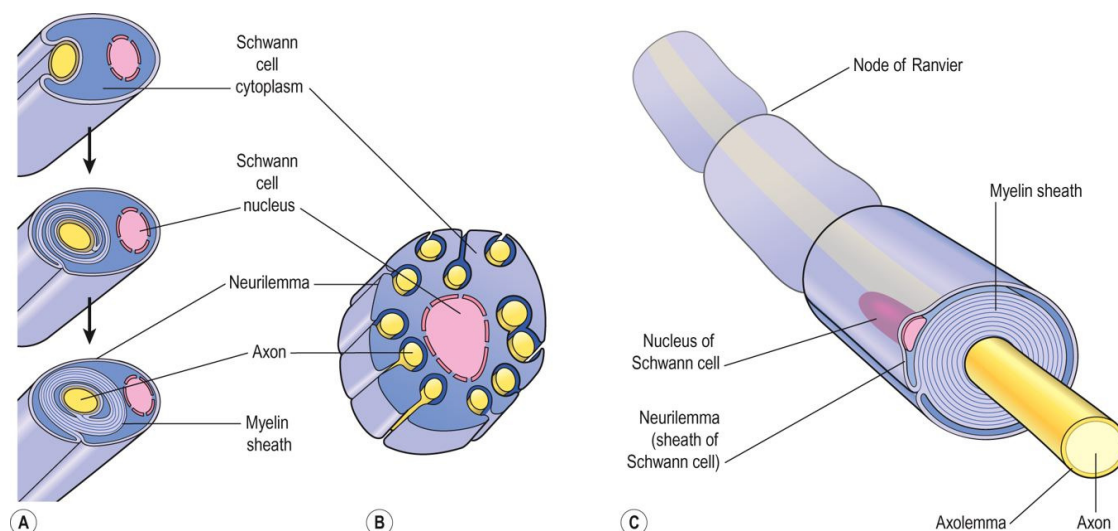 Schwann
cell
cytoplasm
Schwann
cell
nucleus
Neurilemma
Axon
Myelin
sheath
A
B
Node of Ranvier
Myelin sheath
Nucleus of
Schwann cell
Neurilemma
(sheath of
Schwann cell)
Axolemma
Axon
C